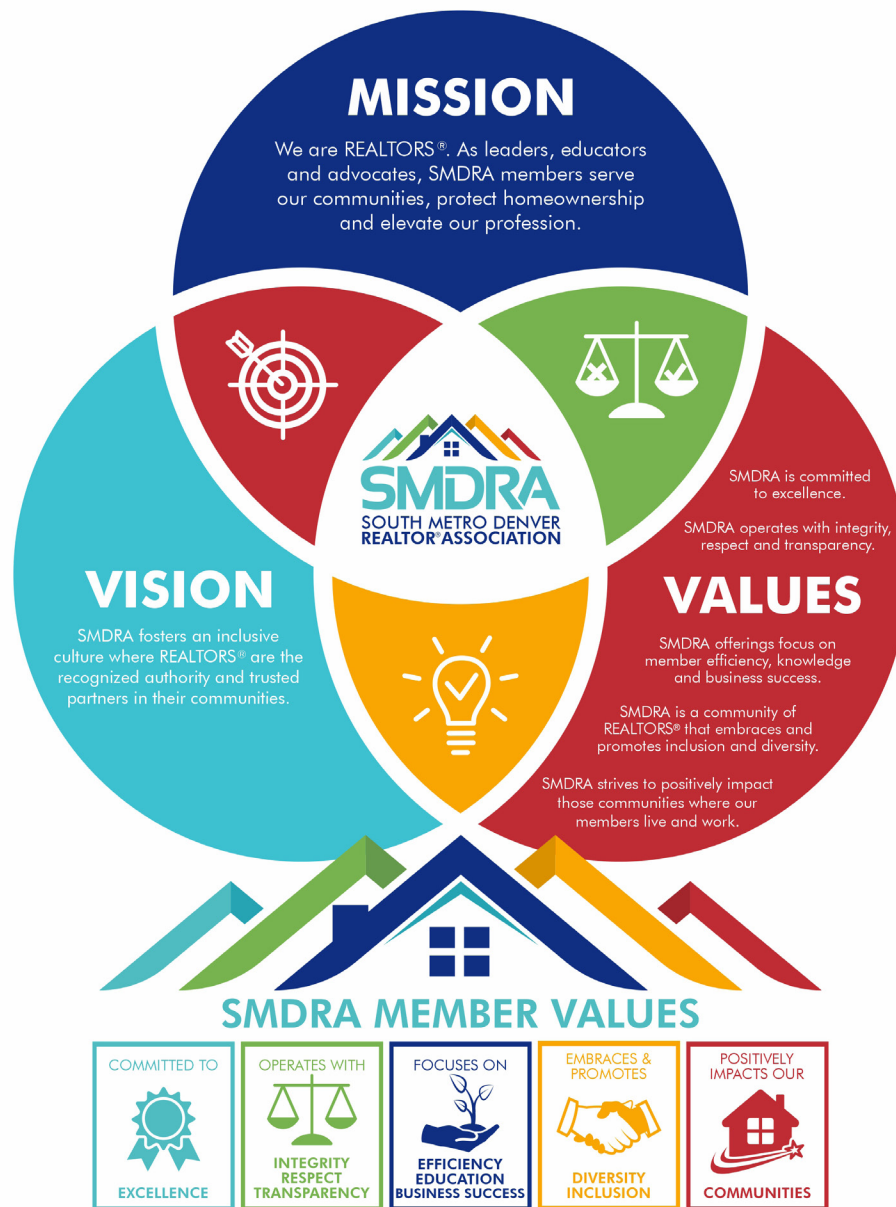 MISSION
We are REALTORS®. As leaders, educators
and advocates, SMDRA members serve
our communities, protect homeownership
and elevate our profession.
SMDRA
SOUTH METRO DENVER
REALTOR®ASSOCIATION
VISION
SMDRA fosters an inclusive
culture where REALTORS® are the
recognized authority and trusted
partners in their communities.
SMDRA is committed
to excellence.
SMDRA operates with integrity,
respect and transparency.
VALUES
SMDRA offerings focus on
member efficiency, knowledge
and business success.
SMDRA is a community of
REALTORS® that embraces and
promotes inclusion and diversity.
SMDRA strives to positively impact
those communities where our
members live and work.
SMDRA MEMBER VALUES
COMMITTED TO
EXCELLENCE
OPERATES WITH
INTEGRITY
RESPECT
TRANSPARENCY
FOCUSES ON
EFFICIENCY
EDUCATION
BUSINESS SUCCESS
EMBRACES &
PROMOTES
DIVERSITY
INCLUSION
POSITIVELY
IMPACTS OUR
COMMUNITIES